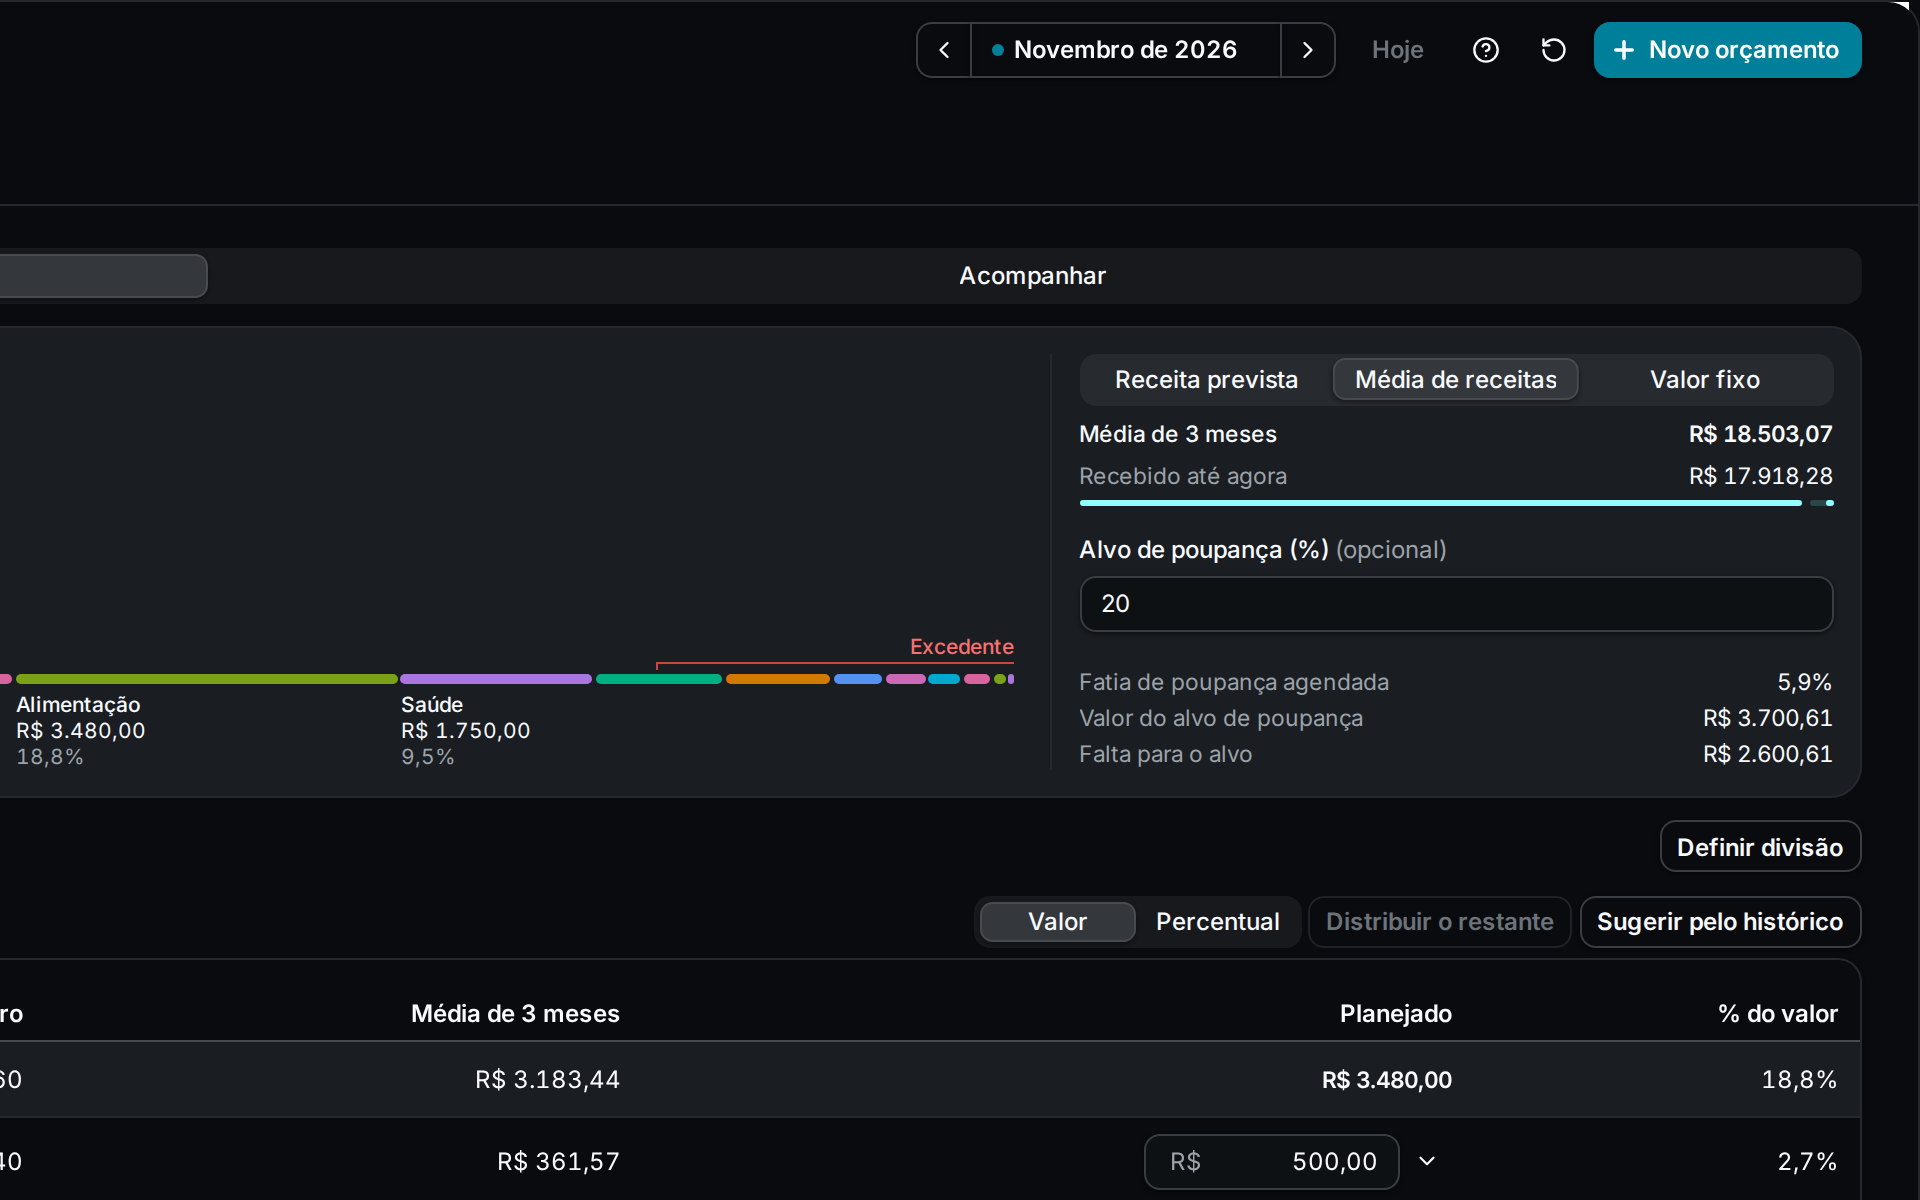 Novembro de 2026
Hoje
Novo orçamento
Acompanhar
Receita prevista
Média de receitas
Valor fixo
Média de 3 meses
R$ 18.503,07
Recebido até agora
R$ 17.918,28
Alvo de poupança (%) (opcional)
20
Excedente
Alimentação
R$ 3.480,00
18,8%
Saúde
R$ 1.750,00
9,5%
Fatia de poupança agendada
5,9%
Valor do alvo de poupança
R$ 3.700,61
Falta para o alvo
R$ 2.600,61
Definir divisão
Valor
Percentual
Distribuir o restante
Sugerir pelo histórico
ro
Média de 3 meses
Planejado
% do valor
60
R$ 3.183,44
R$ 3.480,00
18,8%
40
R$ 361,57
R$ 500,00
2,7%